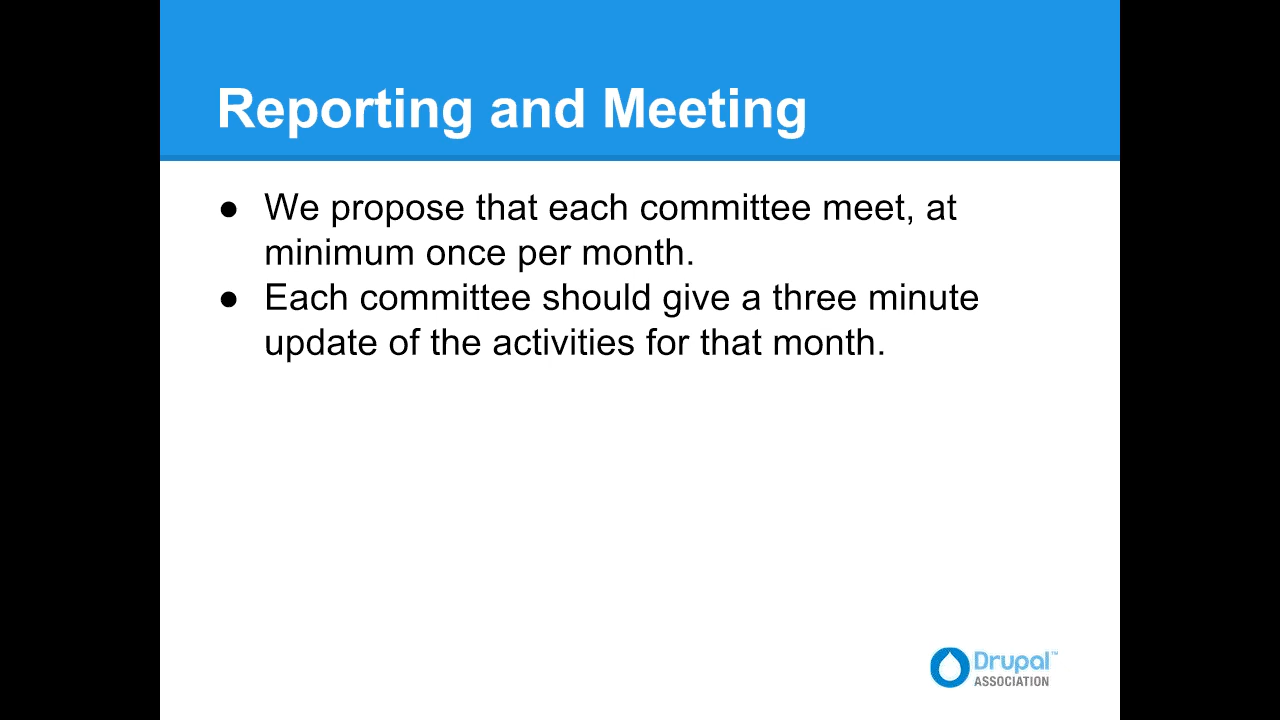 Reporting and Meeting
● We propose that each committee meet, at
minimum once per month.
● Each committee should give a three minute
update of the activities for that month.
Drupal™
ASSOCIATION